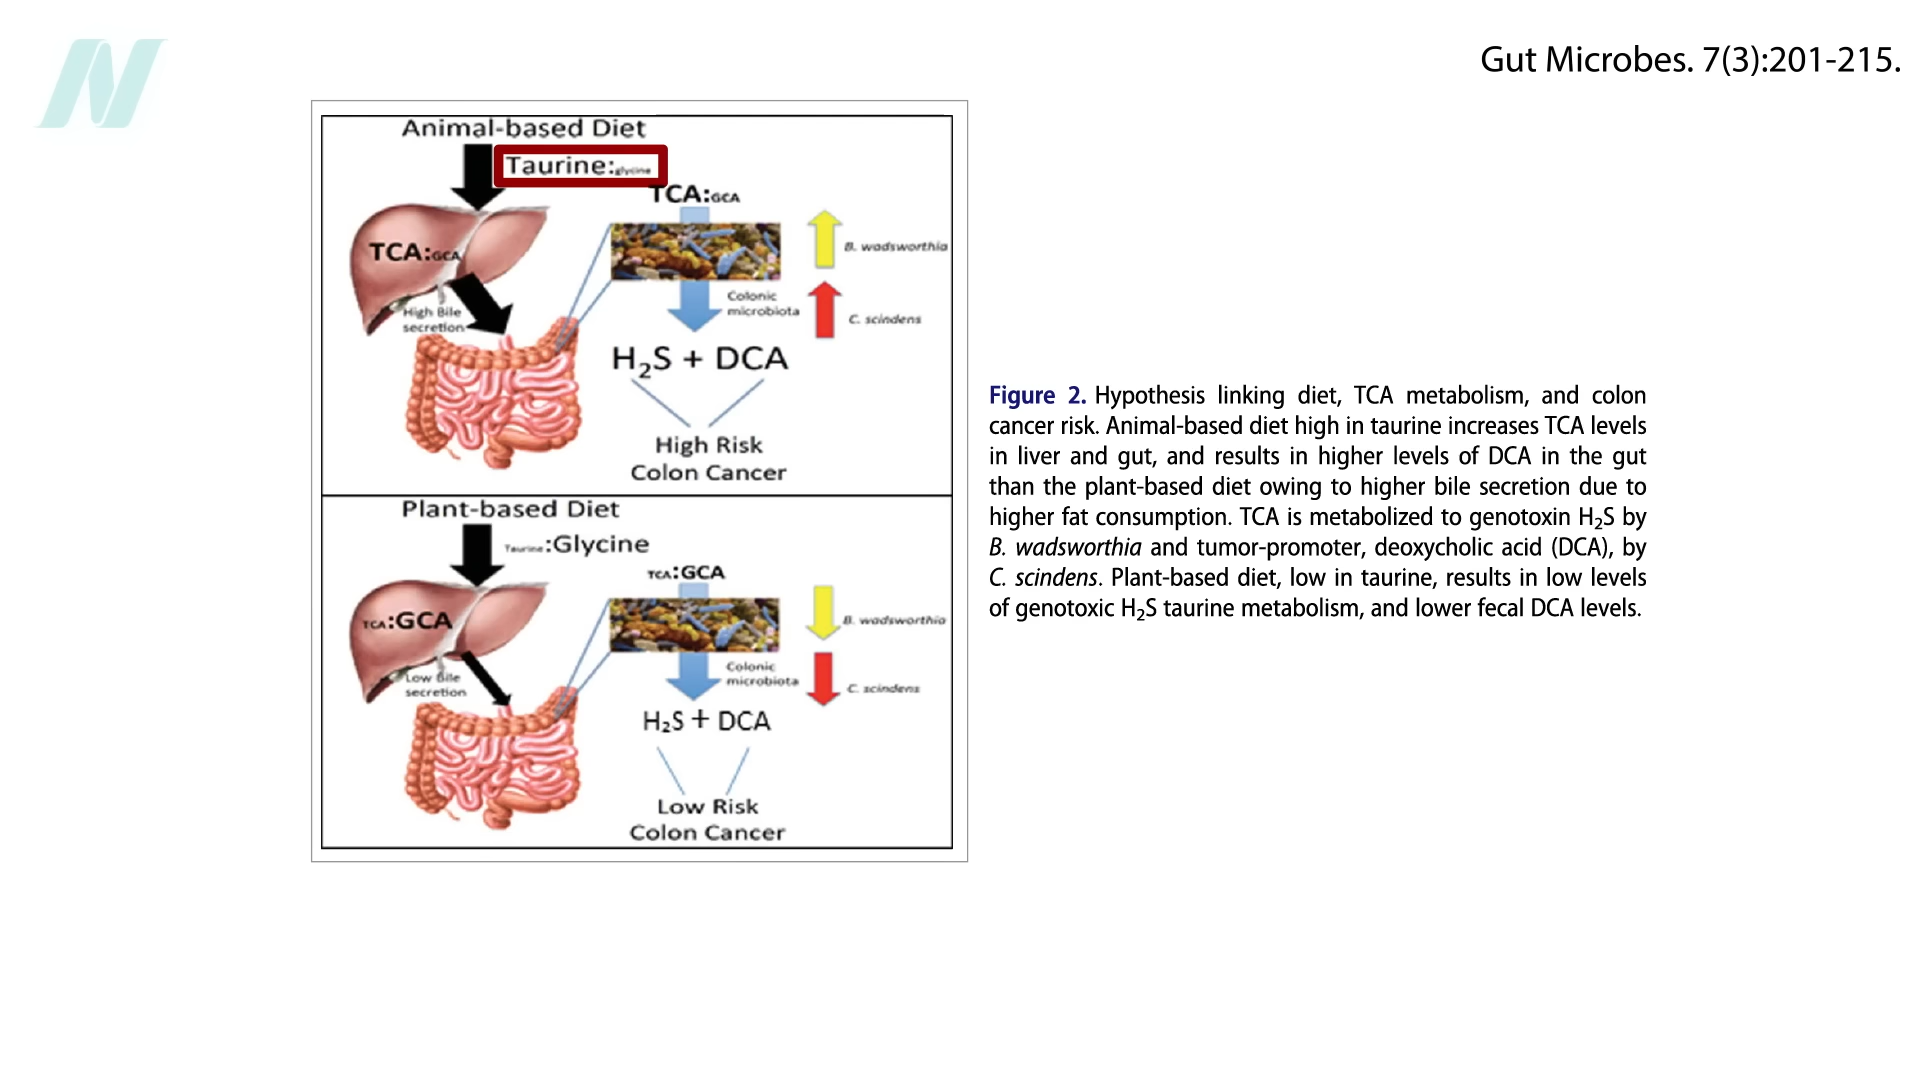 Gut Microbes. 7(3):201-215.
Animal-based Diet
Taurine:glycine
TCA:GCA
TCA:GCA
B. wadsworthia
High Bile
secretion
Colonic
microbiota
C. scindens
H₂S + DCA
High Risk
Colon Cancer
Plant-based Diet
Taurine:Glycine
TCA:GCA
TCA:GCA
B. wadsworthia
Low Bile
secretion
Colonic
microbiota
C. scindens
H₂S + DCA
Low Risk
Colon Cancer
Figure 2. Hypothesis linking diet, TCA metabolism, and colon
cancer risk. Animal-based diet high in taurine increases TCA levels
in liver and gut, and results in higher levels of DCA in the gut
than the plant-based diet owing to higher bile secretion due to
higher fat consumption. TCA is metabolized to genotoxin H₂S by
B. wadsworthia and tumor-promoter, deoxycholic acid (DCA), by
C. scindens. Plant-based diet, low in taurine, results in low levels
of genotoxic H₂S taurine metabolism, and lower fecal DCA levels.